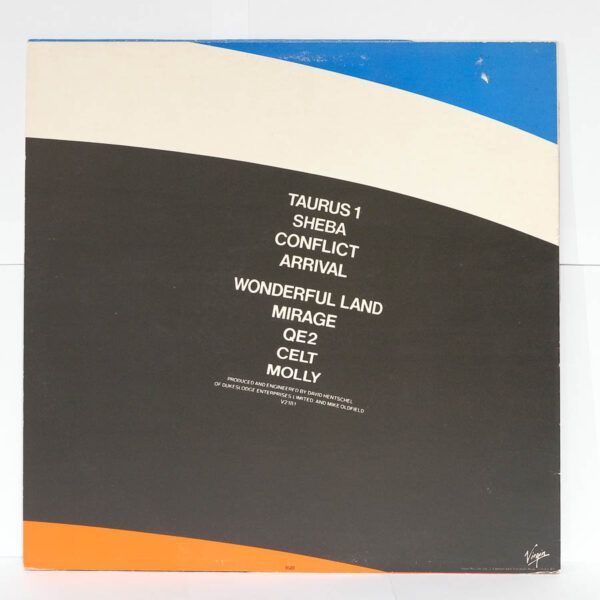 TAURUS 1
SHEBA
CONFLICT
ARRIVAL
WONDERFUL LAND
MIRAGE
QE2
CELT
MOLLY
PRODUCED AND ENGINEERED BY DAVID HENTSCHEL
OF DUKESLODGE ENTERPRISES LIMITED AND MIKE OLDFIELD
V2181
Virgin